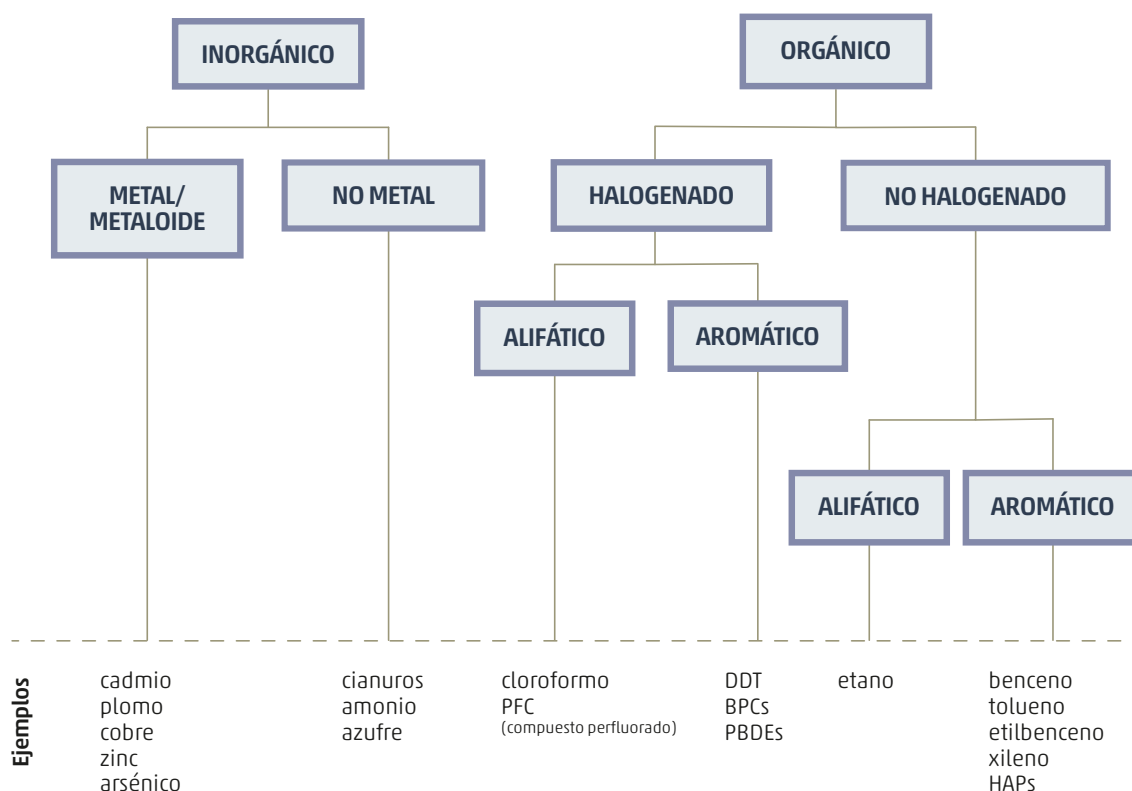 INORGÁNICO
ORGÁNICO
METAL/
METALOIDE
NO METAL
HALOGENADO
NO HALOGENADO
ALIFÁTICO
AROMÁTICO
ALIFÁTICO
AROMÁTICO
Ejemplos
cadmio
plomo
cobre
zinc
arsénico
cianuros
amonio
azufre
cloroformo
PFC
(compuesto perfluorado)
DDT
BPCs
PBDEs
etano
benceno
tolueno
etilbenceno
xileno
HAPs